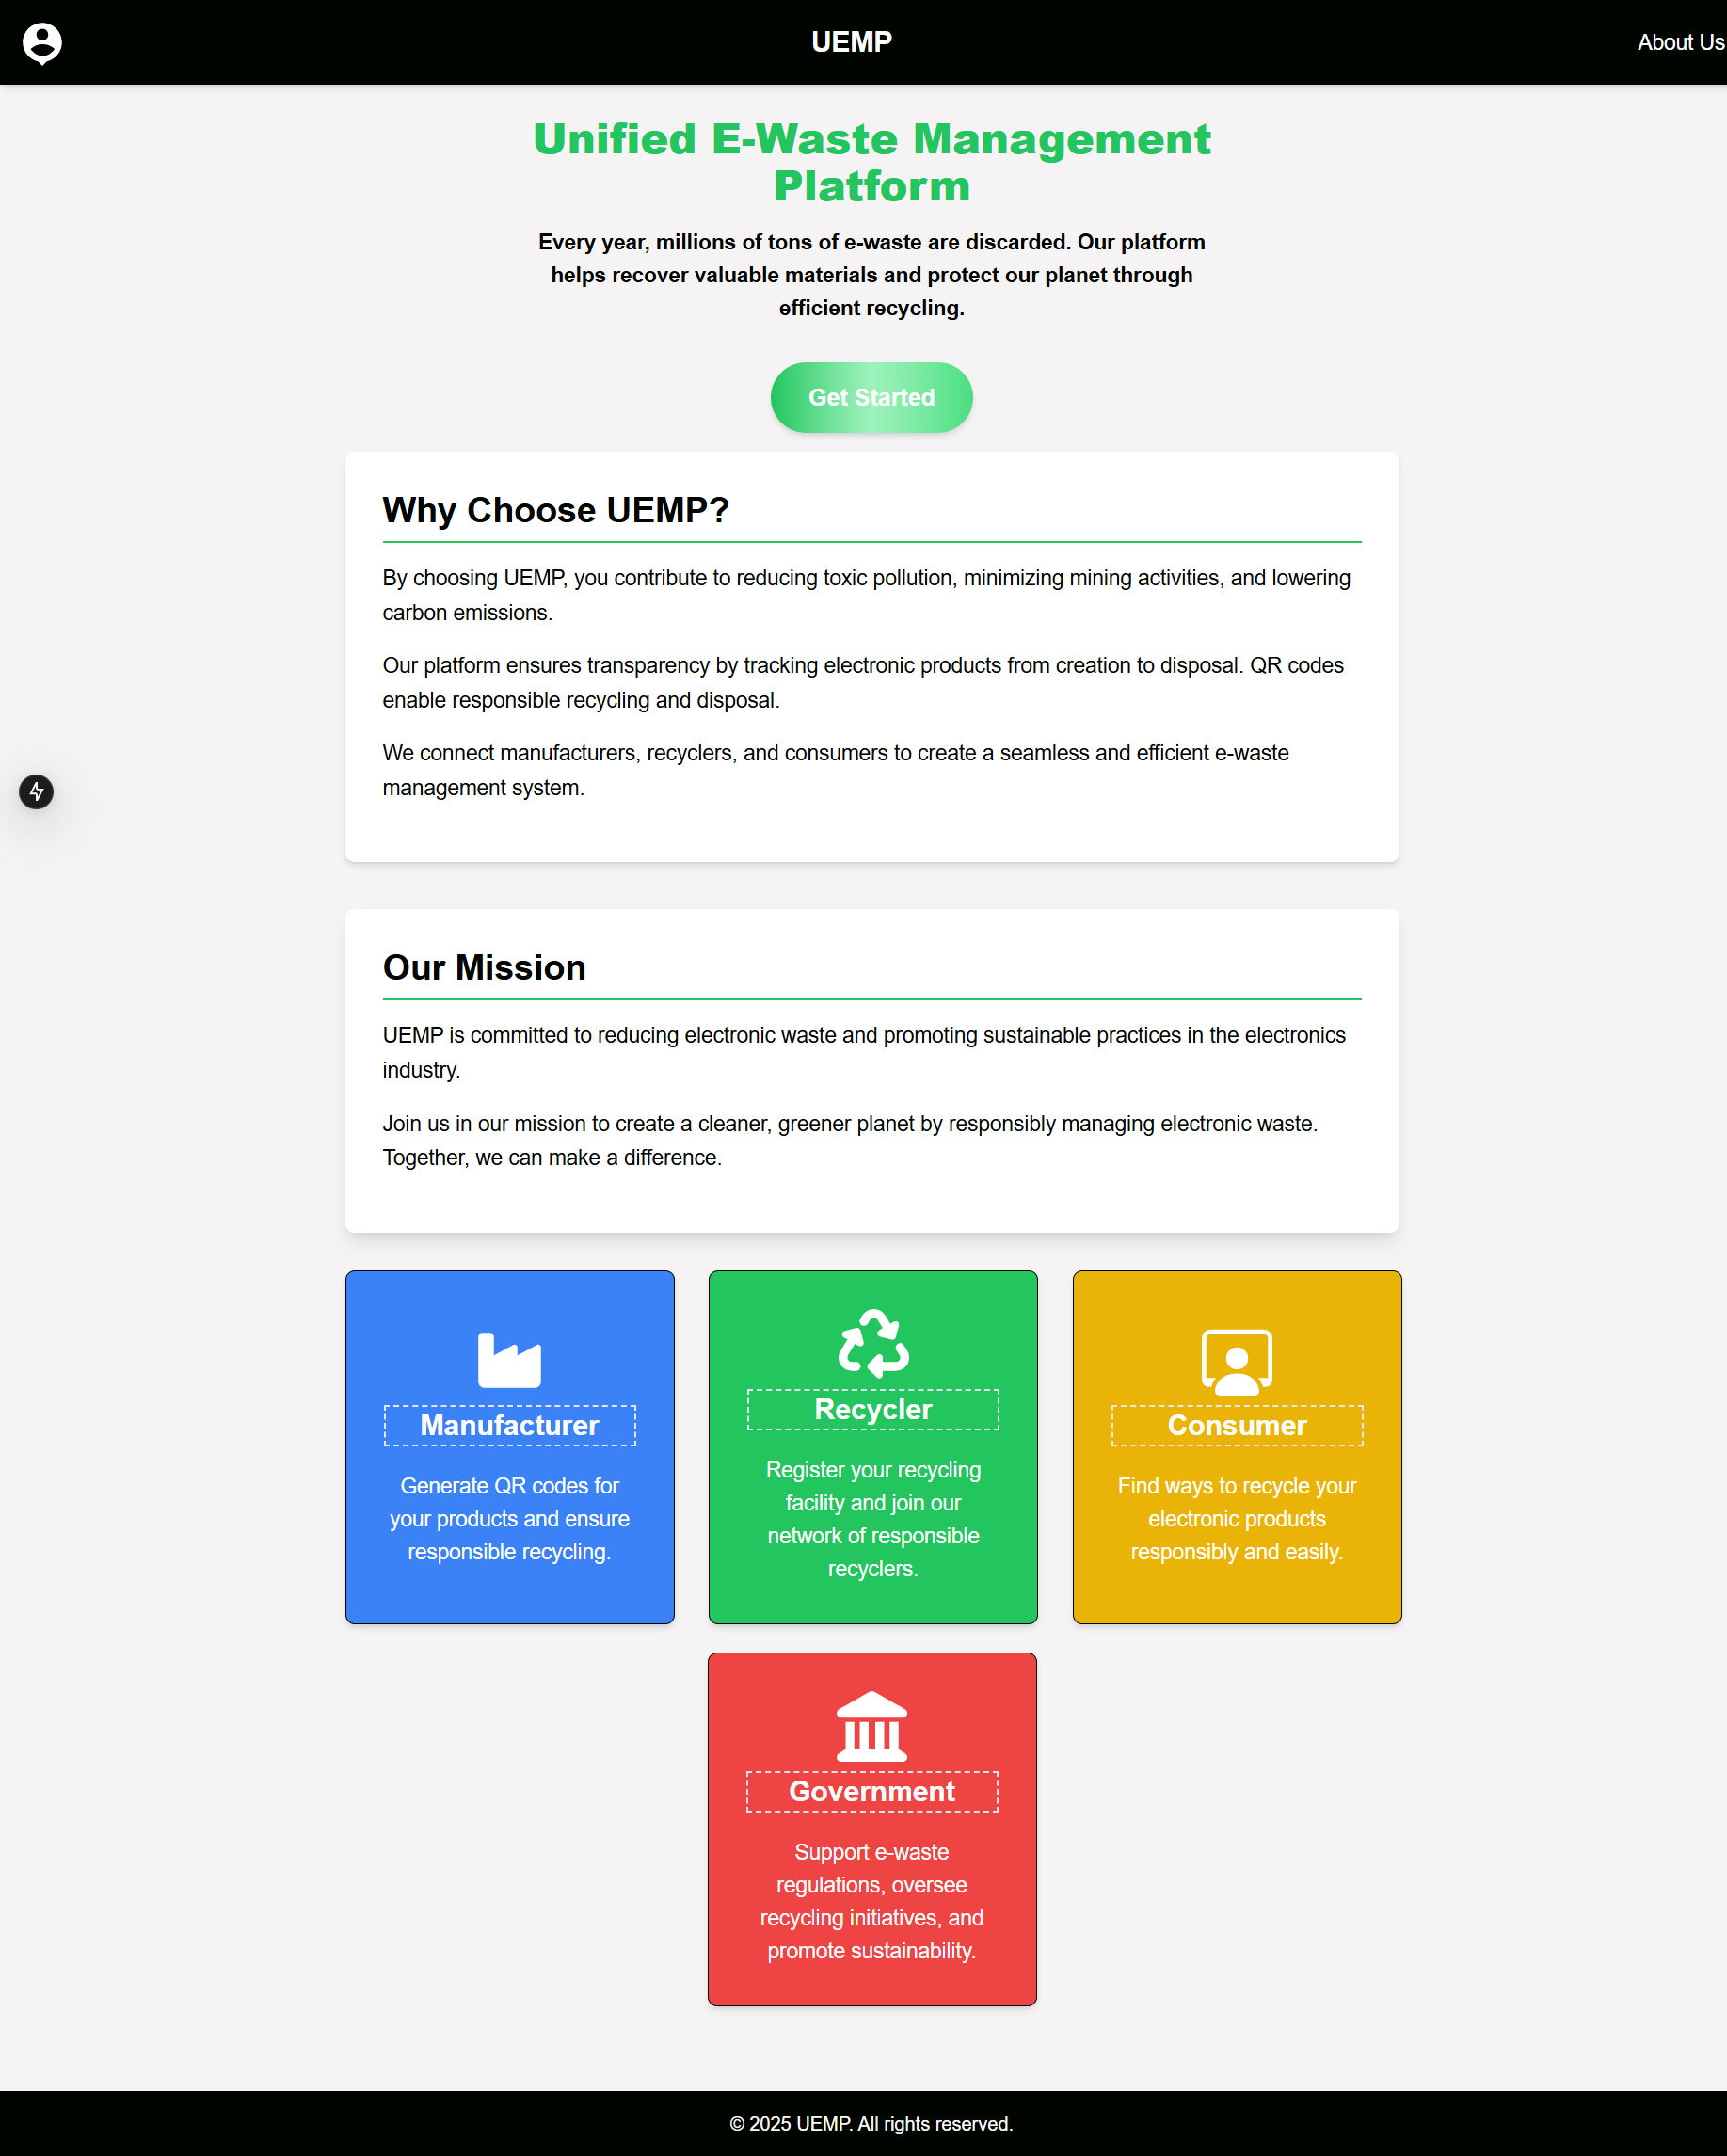 UEMP
About Us
Unified E-Waste Management
Platform
Every year, millions of tons of e-waste are discarded. Our platform
helps recover valuable materials and protect our planet through
efficient recycling.
Get Started
Why Choose UEMP?
By choosing UEMP, you contribute to reducing toxic pollution, minimizing mining activities, and lowering
carbon emissions.
Our platform ensures transparency by tracking electronic products from creation to disposal. QR codes
enable responsible recycling and disposal.
We connect manufacturers, recyclers, and consumers to create a seamless and efficient e-waste
management system.
Our Mission
UEMP is committed to reducing electronic waste and promoting sustainable practices in the electronics
industry.
Join us in our mission to create a cleaner, greener planet by responsibly managing electronic waste.
Together, we can make a difference.
Manufacturer
Generate QR codes for
your products and ensure
responsible recycling.
Recycler
Register your recycling
facility and join our
network of responsible
recyclers.
Consumer
Find ways to recycle your
electronic products
responsibly and easily.
Government
Support e-waste
regulations, oversee
recycling initiatives, and
promote sustainability.
© 2025 UEMP. All rights reserved.